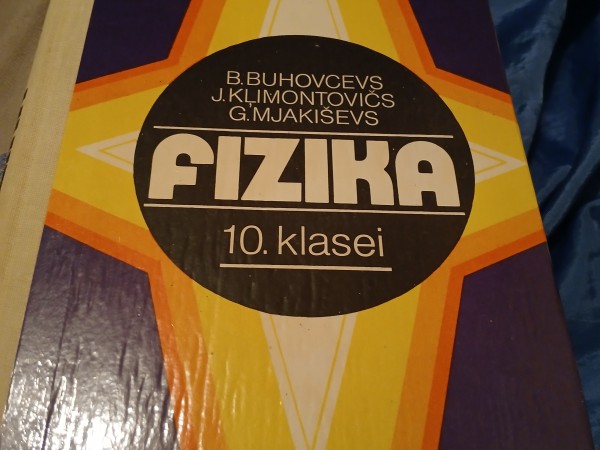 B. BUHOVCEVS
J. KĻIMONTOVIČS
G. MJAKIŠEVS
FIZIKA
10. klasei